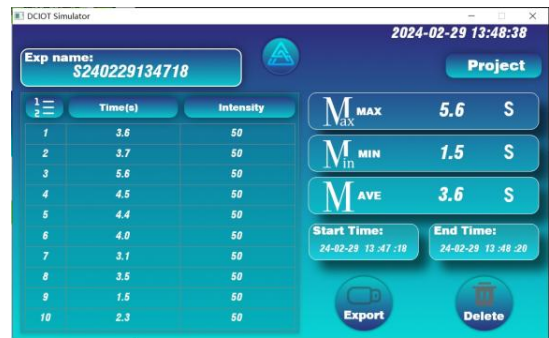 DCIOT Simulator
2024-02-29 13:48:38
Exp name:
S240229134718
Project
1 2 Time(s) Intensity
1 3.6 50
2 3.7 50
3 5.6 50
4 4.5 50
5 4.4 50
6 4.0 50
7 3.1 50
8 3.5 50
9 1.5 50
10 2.3 50
Max MAX 5.6 S
Min MIN 1.5 S
M AVE 3.6 S
Start Time:
24-02-29 13 :47 :18
End Time:
24-02-29 13 :48 :20
Export
Delete